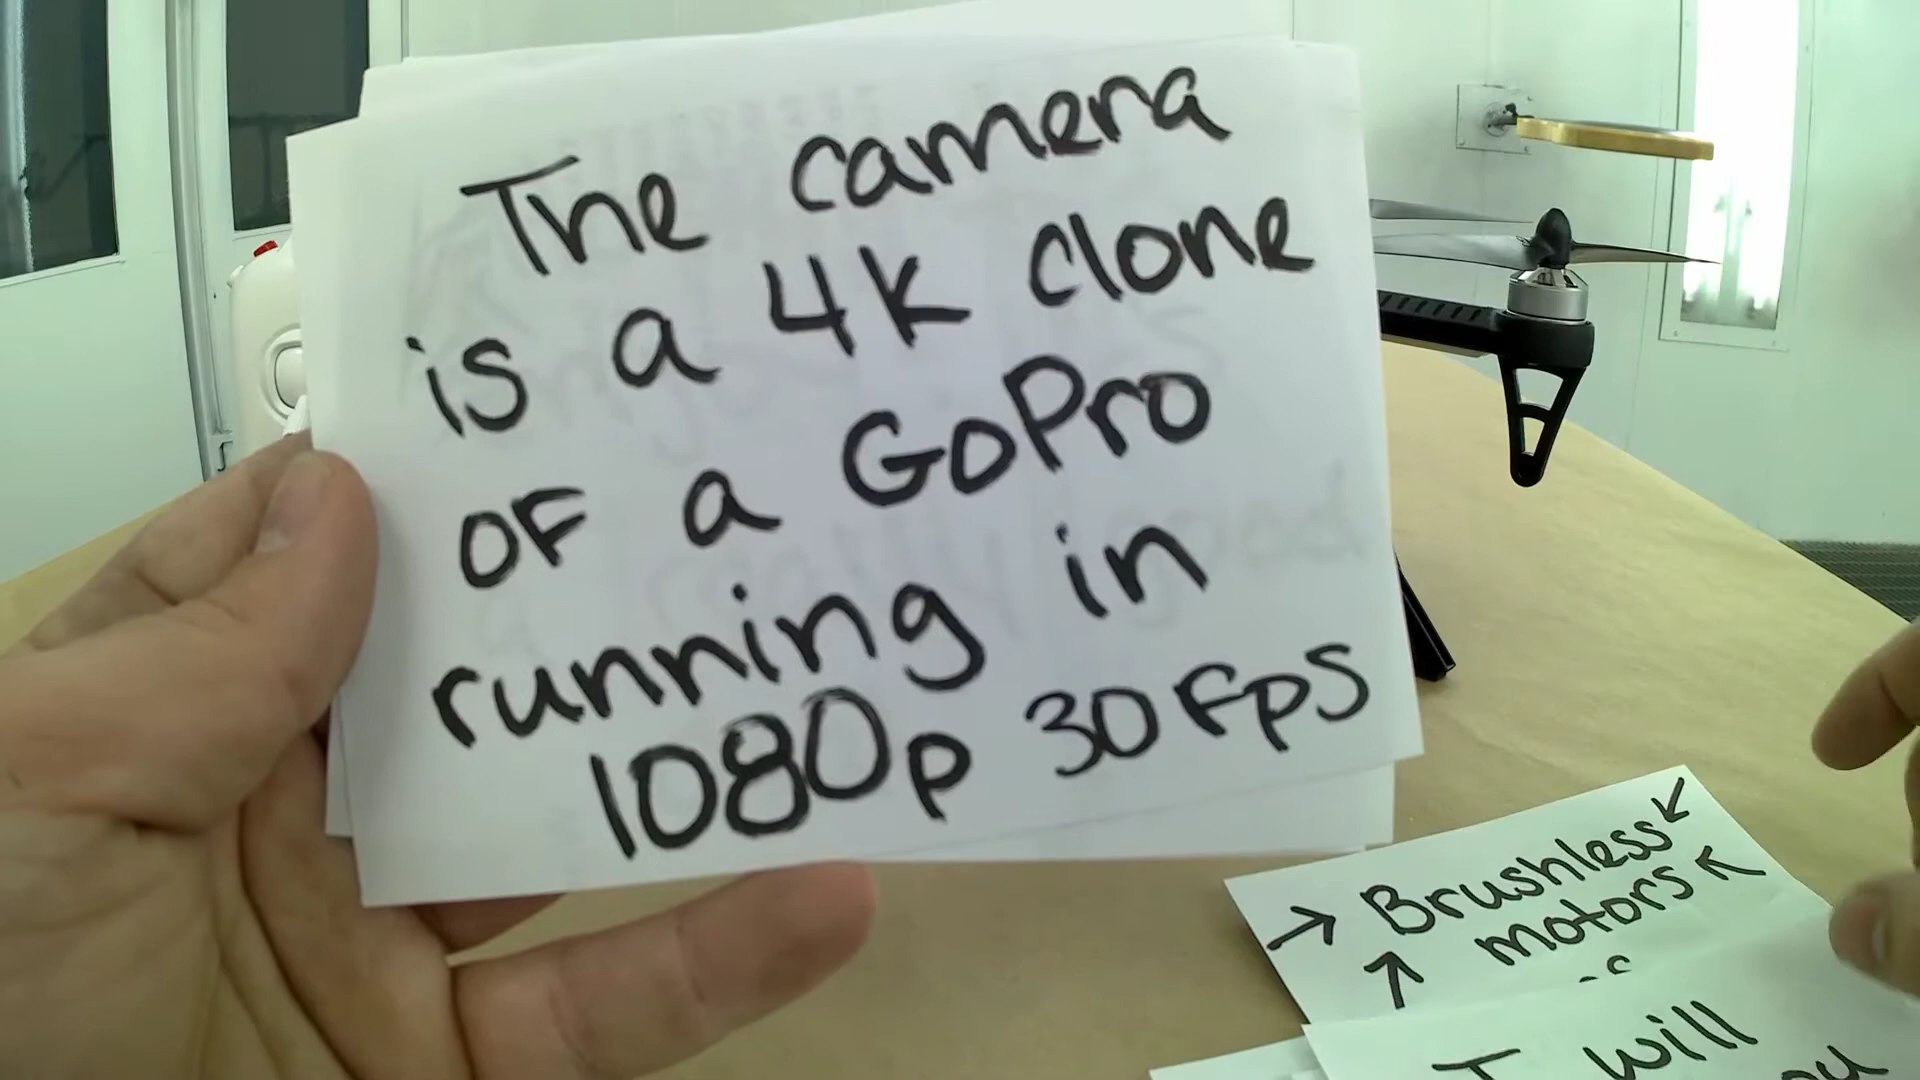 The camera
is a 4K clone
OF a GoPro
running in
1080p 30 FpS
→ Brushless ↙
↗ motors ↖
I will